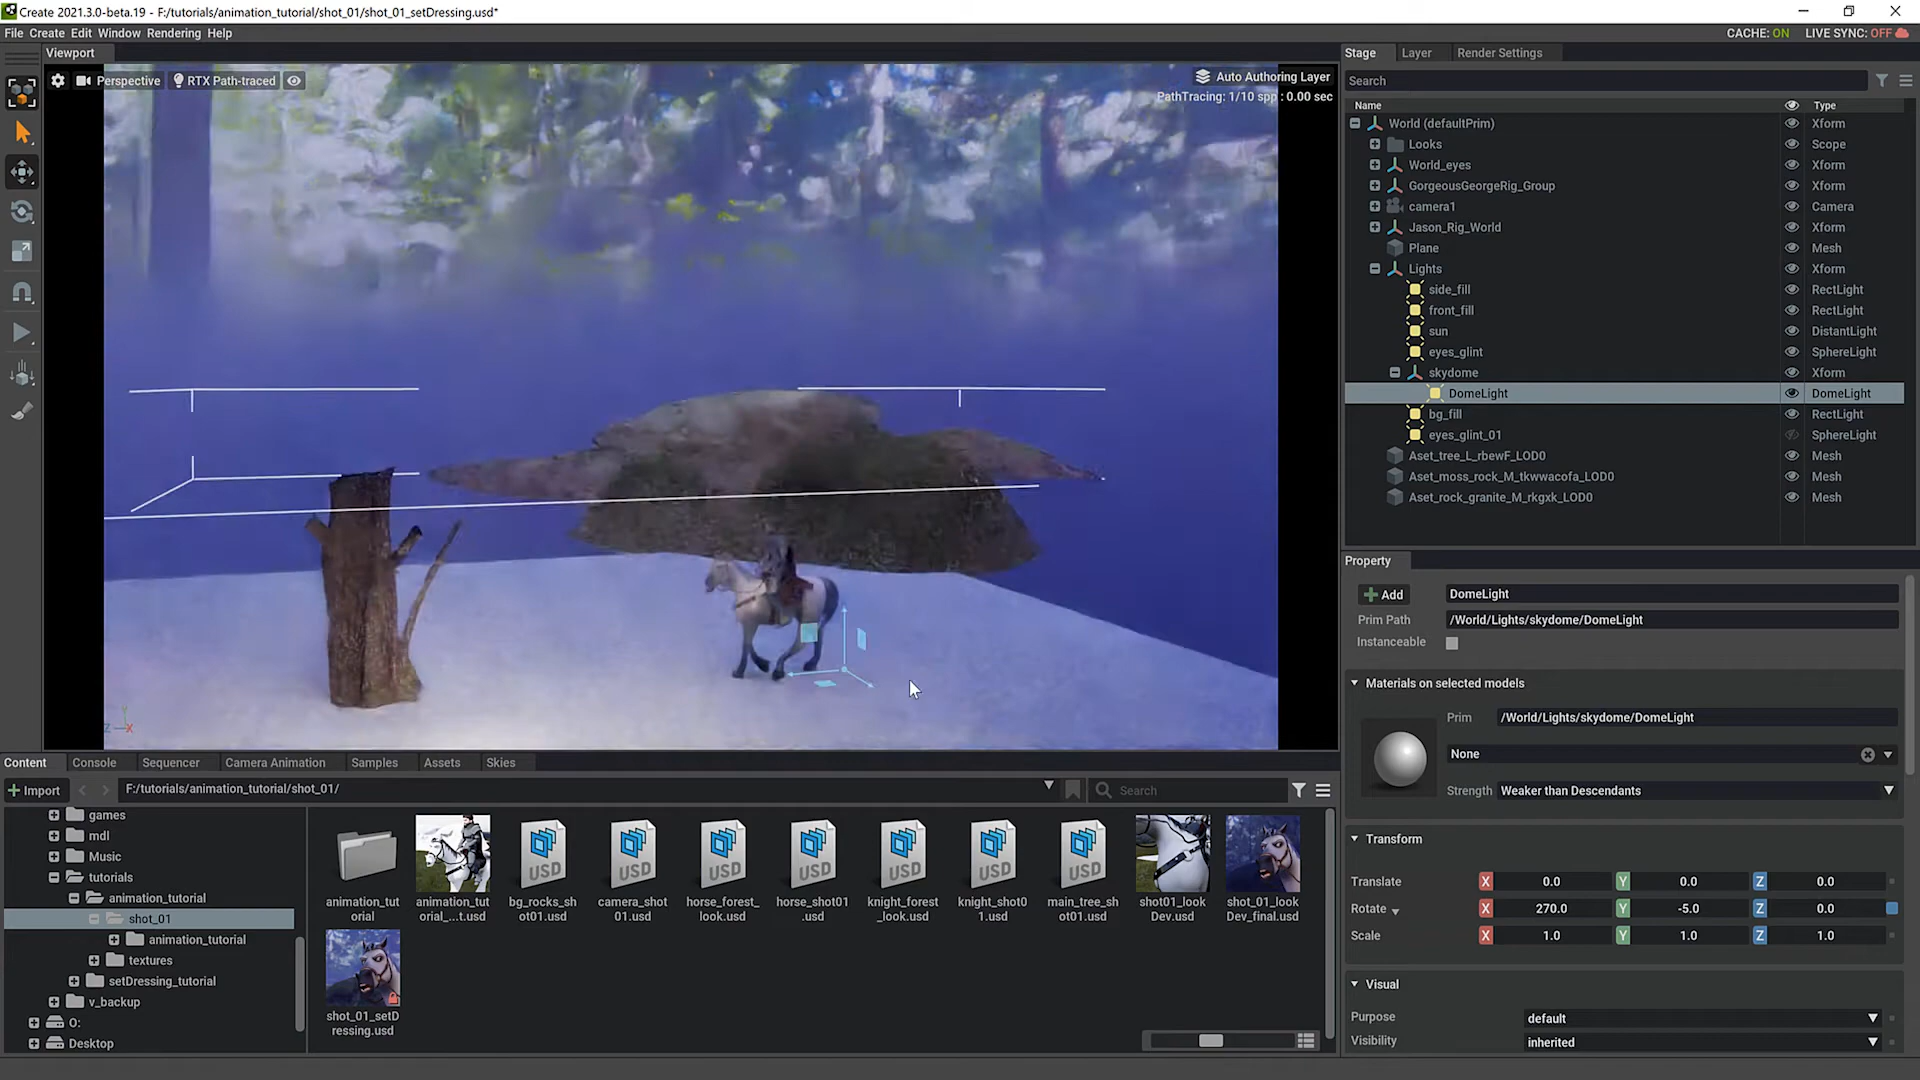 Create 2021.3.0-beta.19 - F:/tutorials/animation_tutorial/shot_01/shot_01_setDressing.usd*
File Create Edit Window Rendering Help
CACHE: ON LIVE SYNC: OFF
Viewport
Perspective RTX Path-traced
Auto Authoring Layer
PathTracing: 1/10 spp : 0.00 sec
Stage Layer Render Settings
Search
Name Type
World (defaultPrim) Xform
Looks Scope
World_eyes Xform
GorgeousGeorgeRig_Group Xform
camera1 Camera
Jason_Rig_World Xform
Plane Mesh
Lights Xform
side_fill RectLight
front_fill RectLight
sun DistantLight
eyes_glint SphereLight
skydome Xform
DomeLight DomeLight
bg_fill RectLight
eyes_glint_01 SphereLight
Aset_tree_L_rbewF_LOD0 Mesh
Aset_moss_rock_M_tkwwacofa_LOD0 Mesh
Aset_rock_granite_M_rkgxk_LOD0 Mesh
Property
Add DomeLight
Prim Path /World/Lights/skydome/DomeLight
Instanceable
Materials on selected models
Prim /World/Lights/skydome/DomeLight
None
Strength Weaker than Descendants
Transform
Translate X 0.0 Y 0.0 Z 0.0
Rotate X 270.0 Y -5.0 Z 0.0
Scale X 1.0 Y 1.0 Z 1.0
Visual
Purpose default
Visibility inherited
Content Console Sequencer Camera Animation Samples Assets Skies
Import F:/tutorials/animation_tutorial/shot_01/ Search
games
mdl
Music
tutorials
animation_tutorial
shot_01
animation_tutorial
textures
setDressing_tutorial
v_backup
O:
Desktop
USD USD USD USD USD USD USD
animation_tut animation_tut bg_rocks_sh camera_shot horse_forest_ horse_shot01 knight_forest knight_shot0 main_tree_sh shot01_look shot_01_look
orial orial_...t.usd ot01.usd 01.usd look.usd .usd _look.usd 1.usd ot01.usd Dev.usd Dev_final.usd
shot_01_setD
ressing.usd